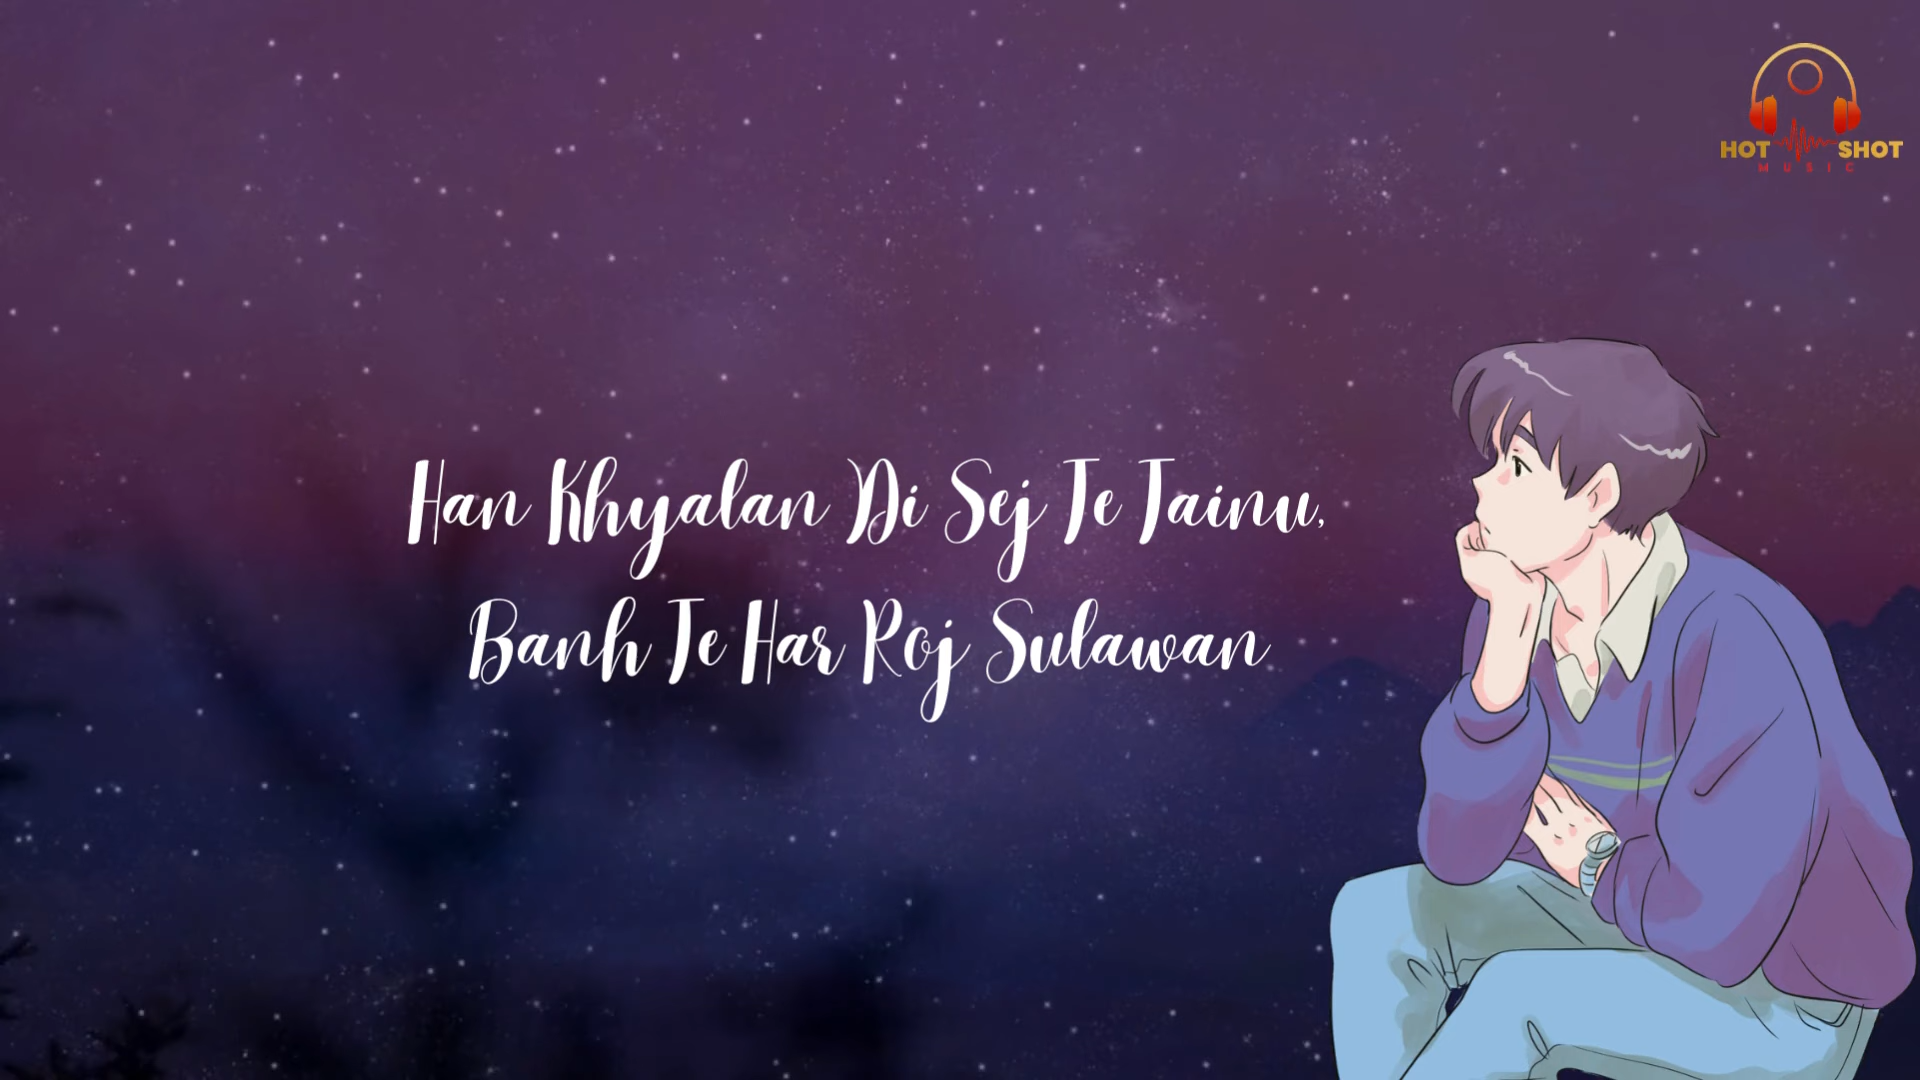 HOT SHOT
MUSIC
Han Khyalan Di Sej Te Tainu,
Banh Te Har Roj Sulawan